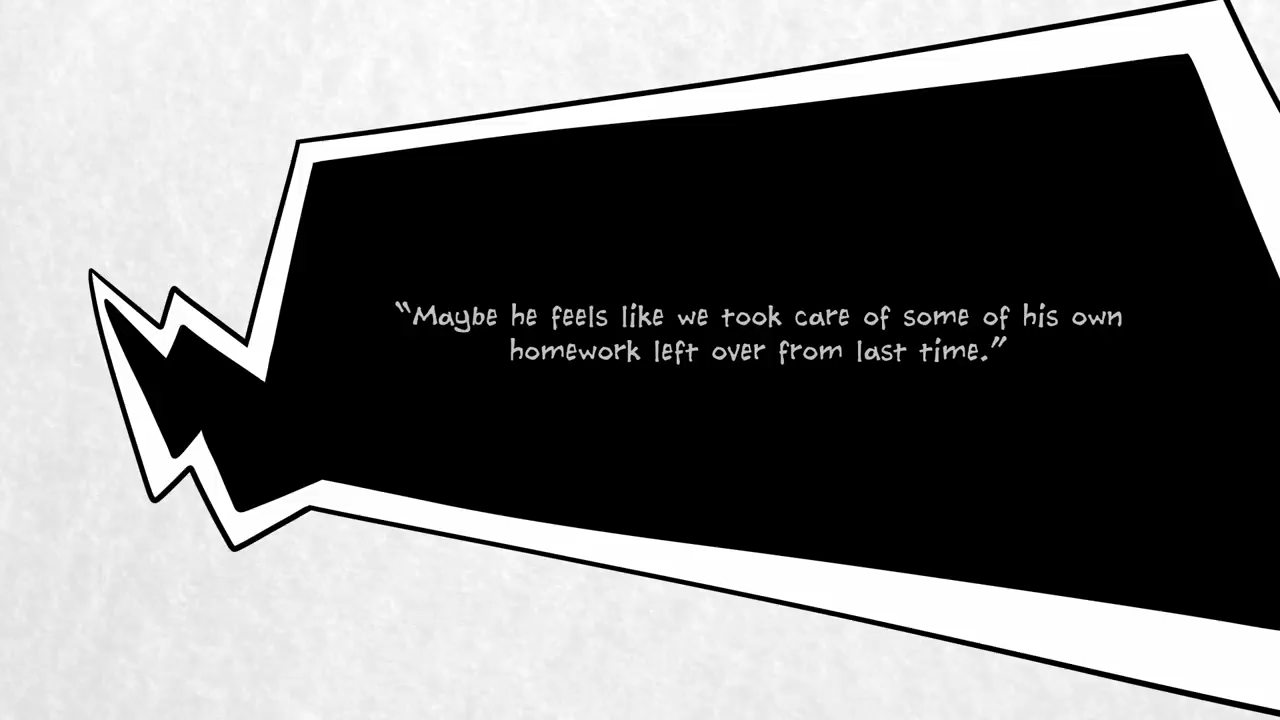 “Maybe he feels like we took care of some of his own
homework left over from last time.”